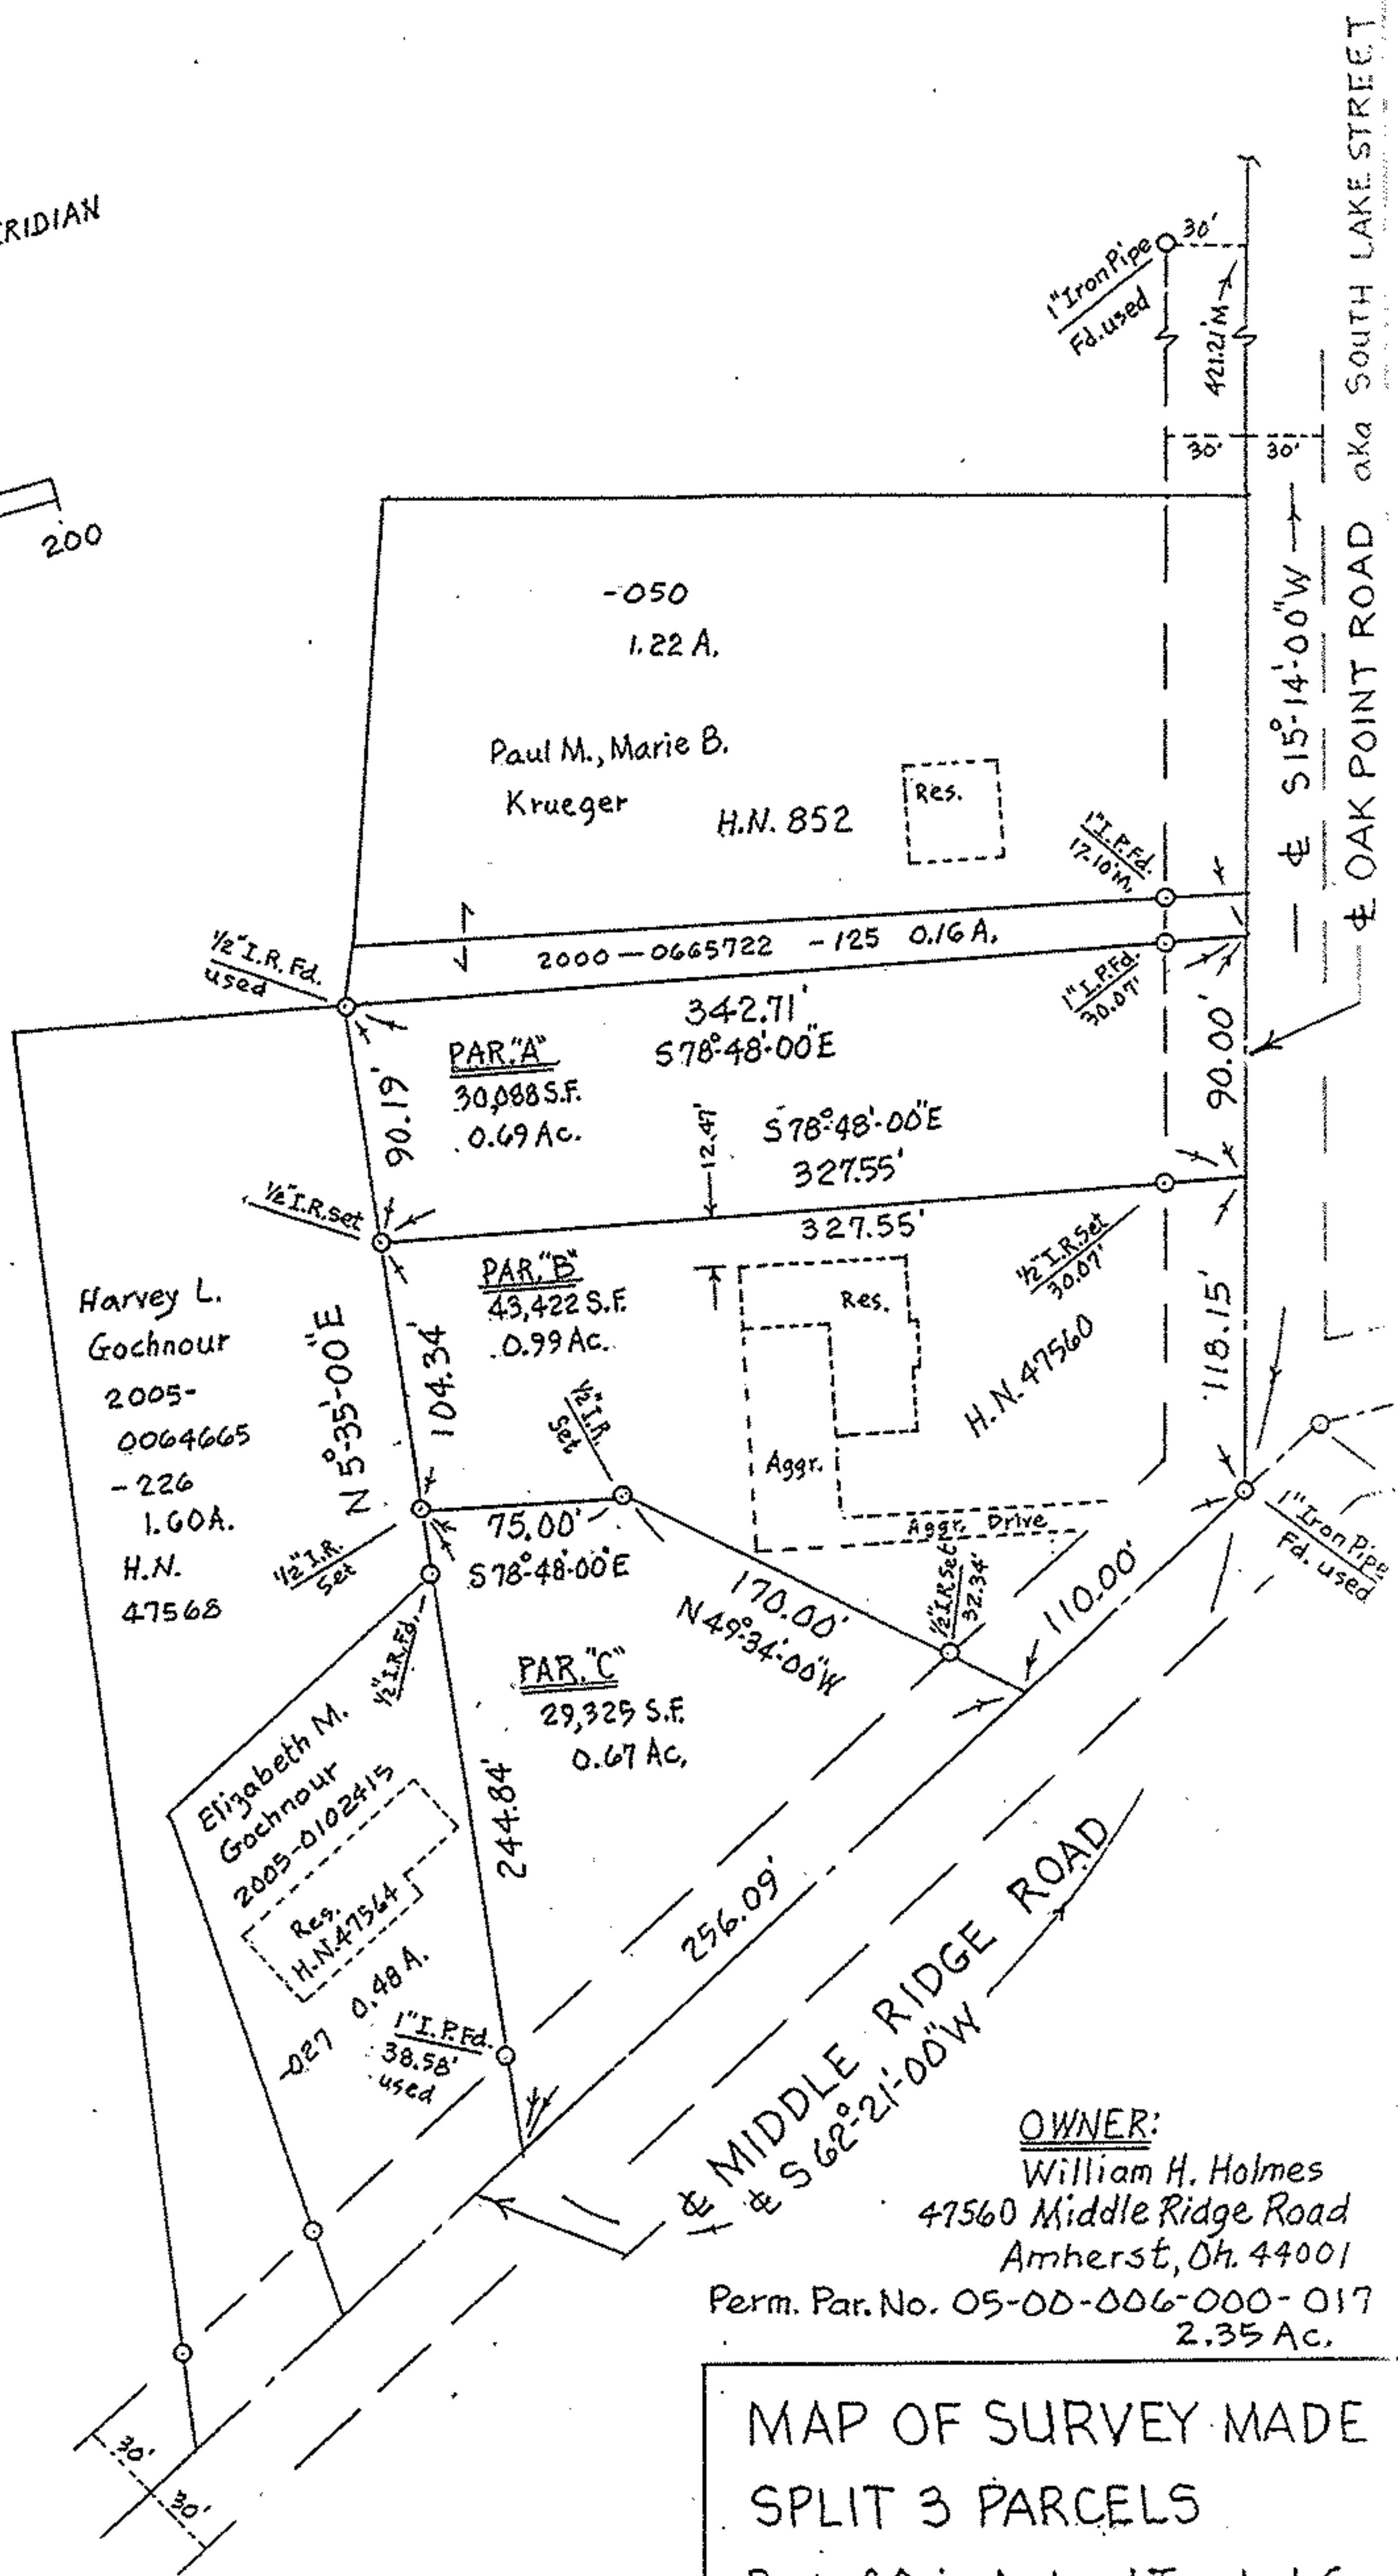 200
1" Iron Pipe
Fd. used
30'
421.21'M
30' 30'
℄ S15°-14'-00"W
℄ OAK POINT ROAD aka SOUTH LAKE STREET
-050
1.22 A.
Paul M., Marie B.
Krueger
H.N. 852
Res.
1" I.P. Fd.
17.10'M.
2000-0665722 -125 0.16 A.
½" I.R. Fd.
used
1" I.P. Fd.
30.07'
342.71'
S78°-48'-00"E
PAR. "A"
30,088 S.F.
0.69 Ac.
90.19'
90.00'
12.47'
S78°-48'-00"E
327.55'
½" I.R. set
327.55'
½" I.R. Set
30.07'
PAR. "B"
43,422 S.F.
0.99 Ac.
Res.
Aggr.
H.N. 47560
118.15'
Harvey L.
Gochnour
2005-
0064665
-226
1.60A.
H.N.
47568
N 5°-35'-00"E
104.34'
½" I.R.
Set
½" I.R.
Set
75.00'
S78°-48'-00"E
Aggr. Drive
1" Iron Pipe
Fd. used
170.00'
N 49°-34'-00"W
½" I.R. Set
32.34'
110.00'
½" I.R. Fd.
PAR. "C"
29,325 S.F.
0.67 Ac.
Elizabeth M.
Gochnour
2005-0102415
Res.
H.N. 47564
-027 0.48 A.
244.84'
1" I.P. Fd.
38.58'
used
256.09'
℄ MIDDLE RIDGE ROAD
℄ S 62°-21'-00"W
30'
30'
OWNER:
William H. Holmes
47560 Middle Ridge Road
Amherst, Oh. 44001
Perm. Par. No. 05-00-006-000-017
2.35 Ac.
MAP OF SURVEY MADE
SPLIT 3 PARCELS